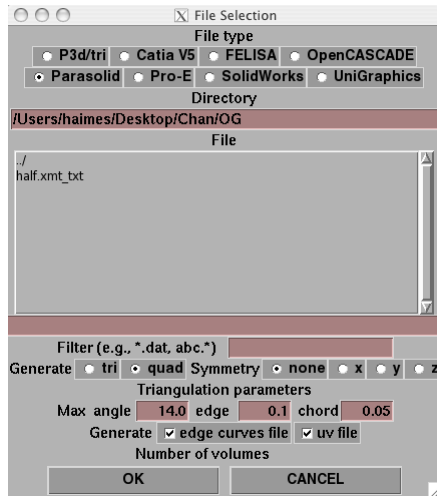 X File Selection
File type
P3d/tri Catia V5 FELISA OpenCASCADE
Parasolid Pro-E SolidWorks UniGraphics
Directory
/Users/haimes/Desktop/Chan/OG
File
../
half.xmt_txt
Filter (e.g., *.dat, abc.*)
Generate tri quad Symmetry none x y z
Triangulation parameters
Max angle 14.0 edge 0.1 chord 0.05
Generate edge curves file uv file
Number of volumes
OK CANCEL